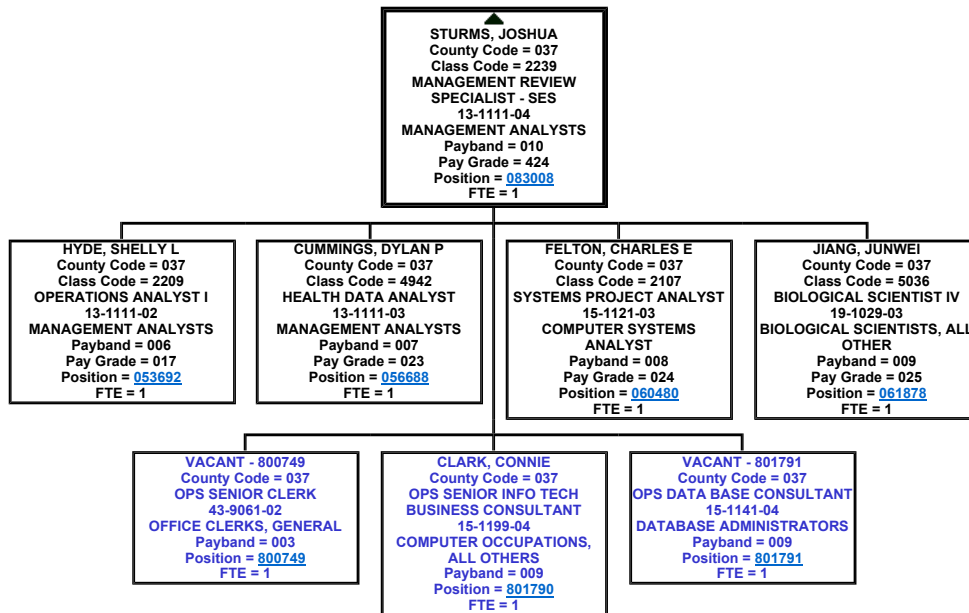 STURMS, JOSHUA
County Code = 037
Class Code = 2239
MANAGEMENT REVIEW
SPECIALIST - SES
13-1111-04
MANAGEMENT ANALYSTS
Payband = 010
Pay Grade = 424
Position = 083008
FTE = 1
HYDE, SHELLY L
County Code = 037
Class Code = 2209
OPERATIONS ANALYST I
13-1111-02
MANAGEMENT ANALYSTS
Payband = 006
Pay Grade = 017
Position = 053692
FTE = 1
CUMMINGS, DYLAN P
County Code = 037
Class Code = 4942
HEALTH DATA ANALYST
13-1111-03
MANAGEMENT ANALYSTS
Payband = 007
Pay Grade = 023
Position = 056688
FTE = 1
FELTON, CHARLES E
County Code = 037
Class Code = 2107
SYSTEMS PROJECT ANALYST
15-1121-03
COMPUTER SYSTEMS
ANALYST
Payband = 008
Pay Grade = 024
Position = 060480
FTE = 1
JIANG, JUNWEI
County Code = 037
Class Code = 5036
BIOLOGICAL SCIENTIST IV
19-1029-03
BIOLOGICAL SCIENTISTS, ALL
OTHER
Payband = 009
Pay Grade = 025
Position = 061878
FTE = 1
VACANT - 800749
County Code = 037
OPS SENIOR CLERK
43-9061-02
OFFICE CLERKS, GENERAL
Payband = 003
Position = 800749
FTE = 1
CLARK, CONNIE
County Code = 037
OPS SENIOR INFO TECH
BUSINESS CONSULTANT
15-1199-04
COMPUTER OCCUPATIONS,
ALL OTHERS
Payband = 009
Position = 801790
FTE = 1
VACANT - 801791
County Code = 037
OPS DATA BASE CONSULTANT
15-1141-04
DATABASE ADMINISTRATORS
Payband = 009
Position = 801791
FTE = 1